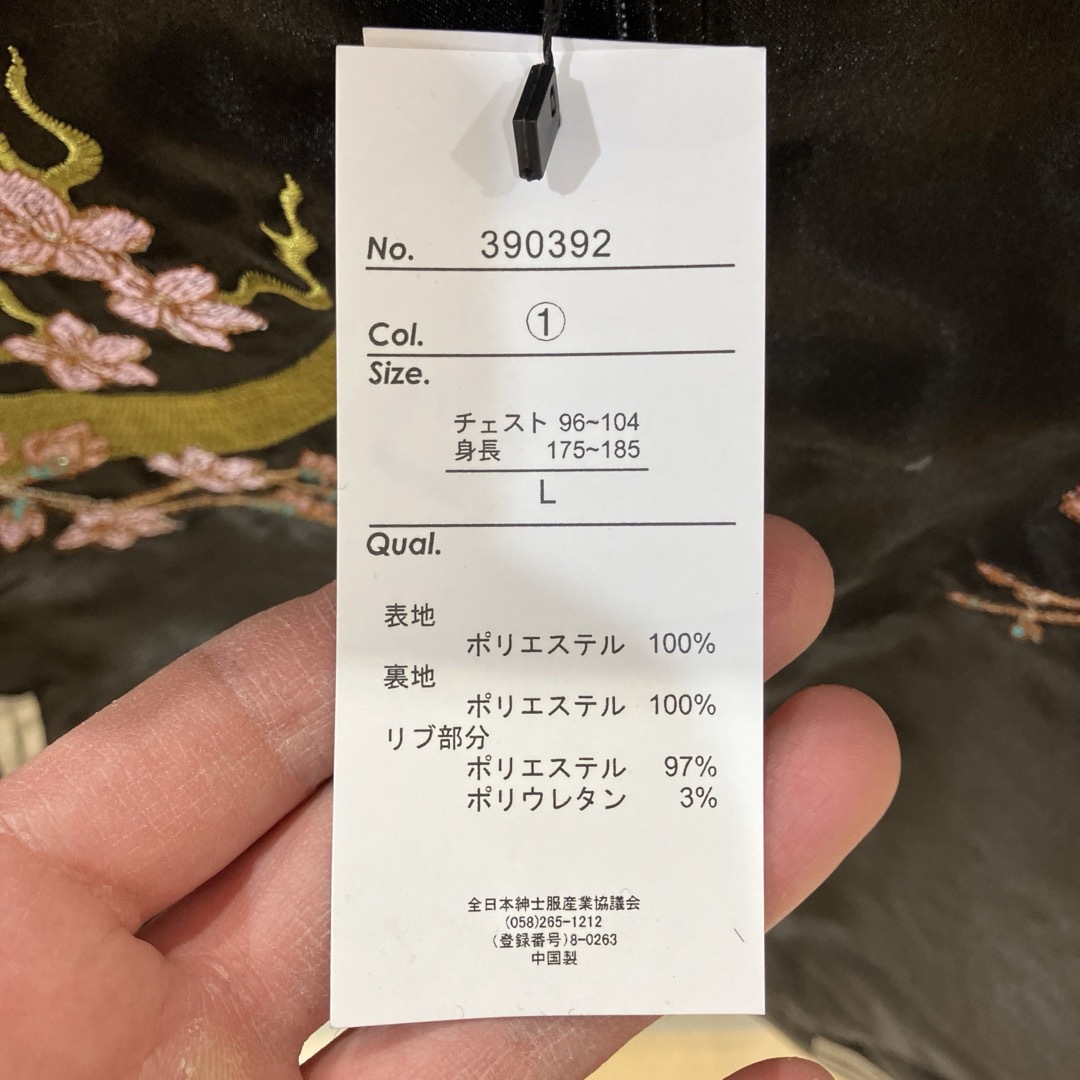 No. 390392
Col. ①
Size.
チェスト 96~104
身長 175~185
L
Qual.
表地
ポリエステル 100%
裏地
ポリエステル 100%
リブ部分
ポリエステル 97%
ポリウレタン 3%
全日本紳士服産業協議会
(058)265-1212
(登録番号)8-0263
中国製